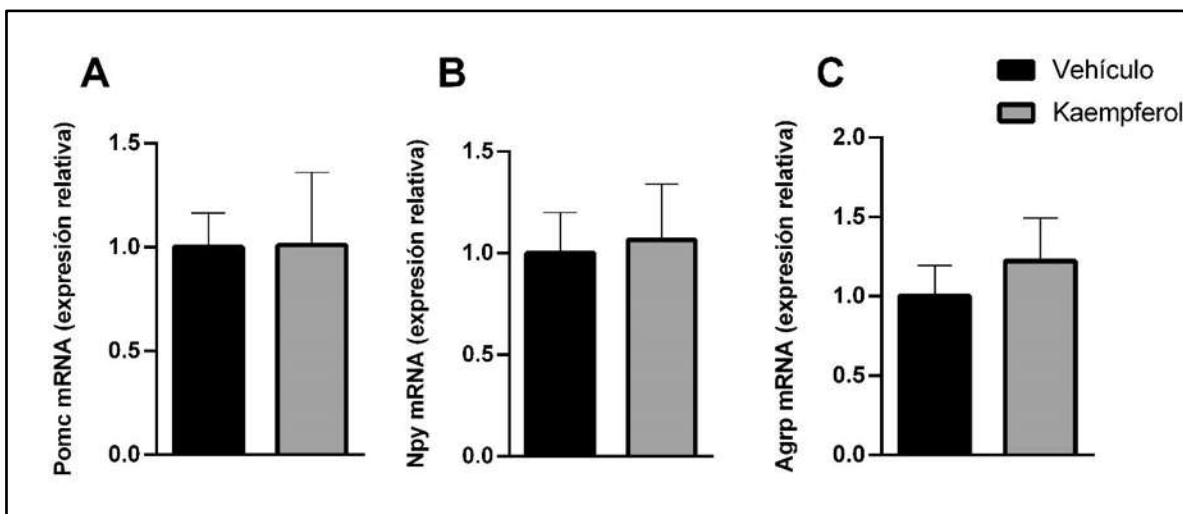 A
Pomc mRNA (expresión relativa)
1.5
1.0
0.5
0.0
B
Npy mRNA (expresión relativa)
1.5
1.0
0.5
0.0
C
Agrp mRNA (expresión relativa)
2.0
1.5
1.0
0.5
0.0
Vehículo
Kaempferol